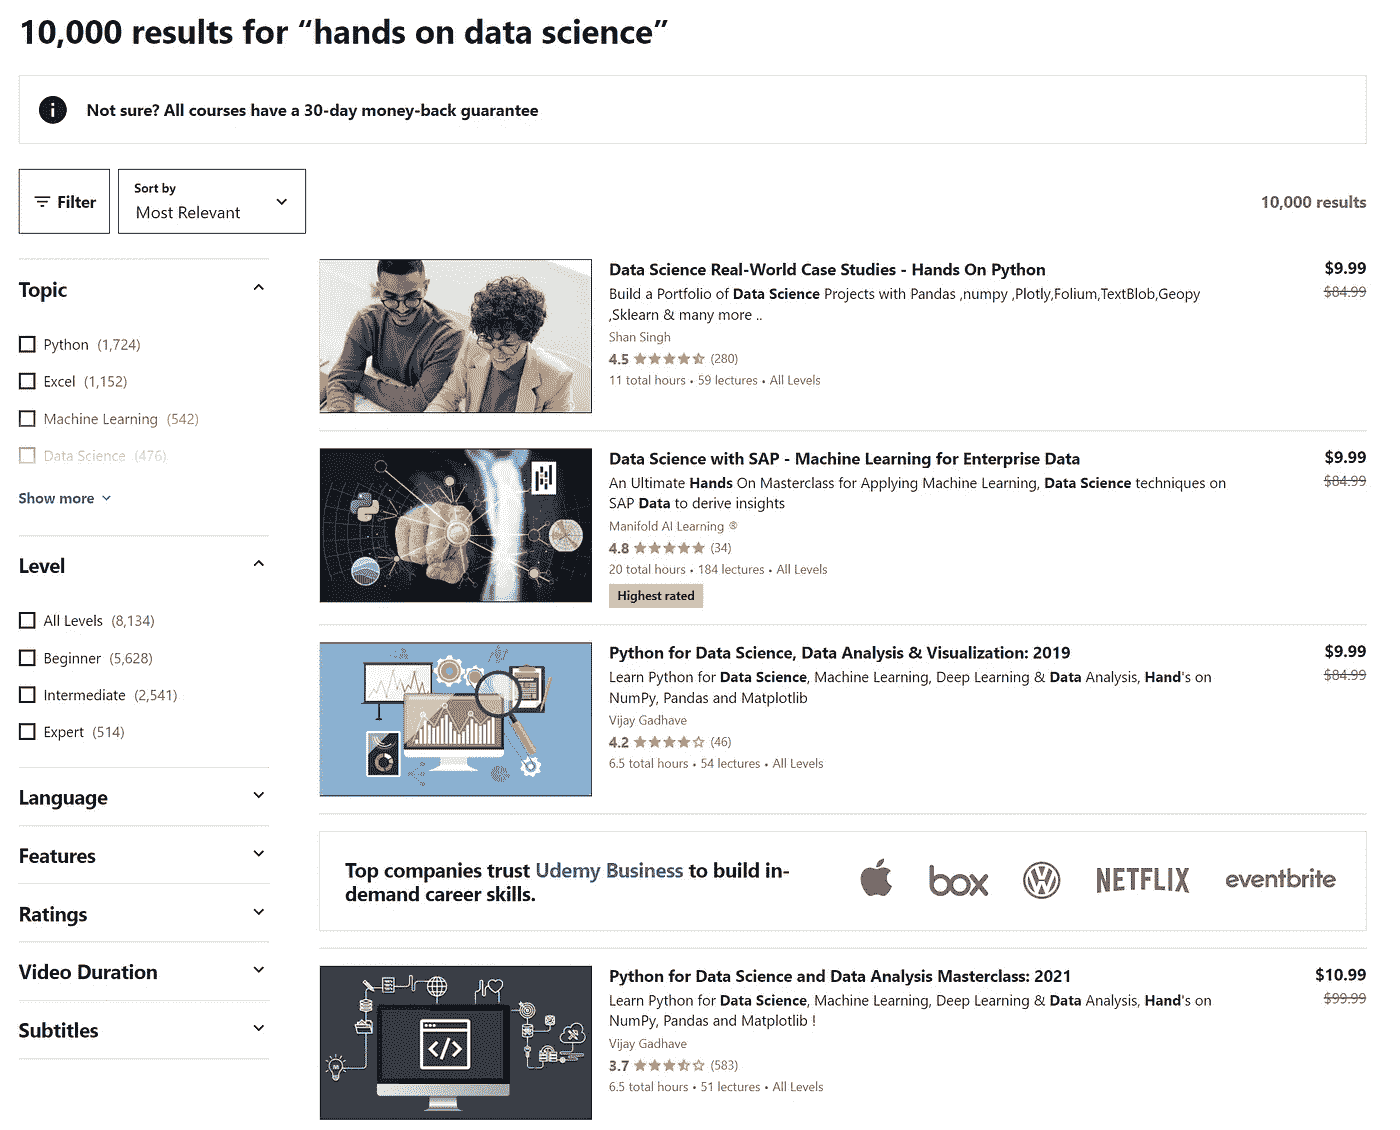 10,000 results for “hands on data science”
Not sure? All courses have a 30-day money-back guarantee
Filter
Sort by
Most Relevant
10,000 results
Topic
Python (1,724)
Excel (1,152)
Machine Learning (542)
Data Science (476)
Show more
Level
All Levels (8,134)
Beginner (5,628)
Intermediate (2,541)
Expert (514)
Language
Features
Ratings
Video Duration
Subtitles
Data Science Real-World Case Studies - Hands On Python
$9.99
Build a Portfolio of Data Science Projects with Pandas ,numpy ,Plotly,Folium,TextBlob,Geopy
$84.99
,Sklearn & many more ..
Shan Singh
4.5 (280)
11 total hours • 59 lectures • All Levels
Data Science with SAP - Machine Learning for Enterprise Data
$9.99
An Ultimate Hands On Masterclass for Applying Machine Learning, Data Science techniques on
$84.99
SAP Data to derive insights
Manifold AI Learning ®
4.8 (34)
20 total hours • 184 lectures • All Levels
Highest rated
Python for Data Science, Data Analysis & Visualization: 2019
$9.99
Learn Python for Data Science, Machine Learning, Deep Learning & Data Analysis, Hand's on
$84.99
NumPy, Pandas and Matplotlib
Vijay Gadhave
4.2 (46)
6.5 total hours • 54 lectures • All Levels
Top companies trust Udemy Business to build in-
demand career skills.
box
NETFLIX
eventbrite
Python for Data Science and Data Analysis Masterclass: 2021
$10.99
Learn Python for Data Science, Machine Learning, Deep Learning & Data Analysis, Hand's on
$99.99
NumPy, Pandas and Matplotlib !
Vijay Gadhave
3.7 (583)
6.5 total hours • 51 lectures • All Levels